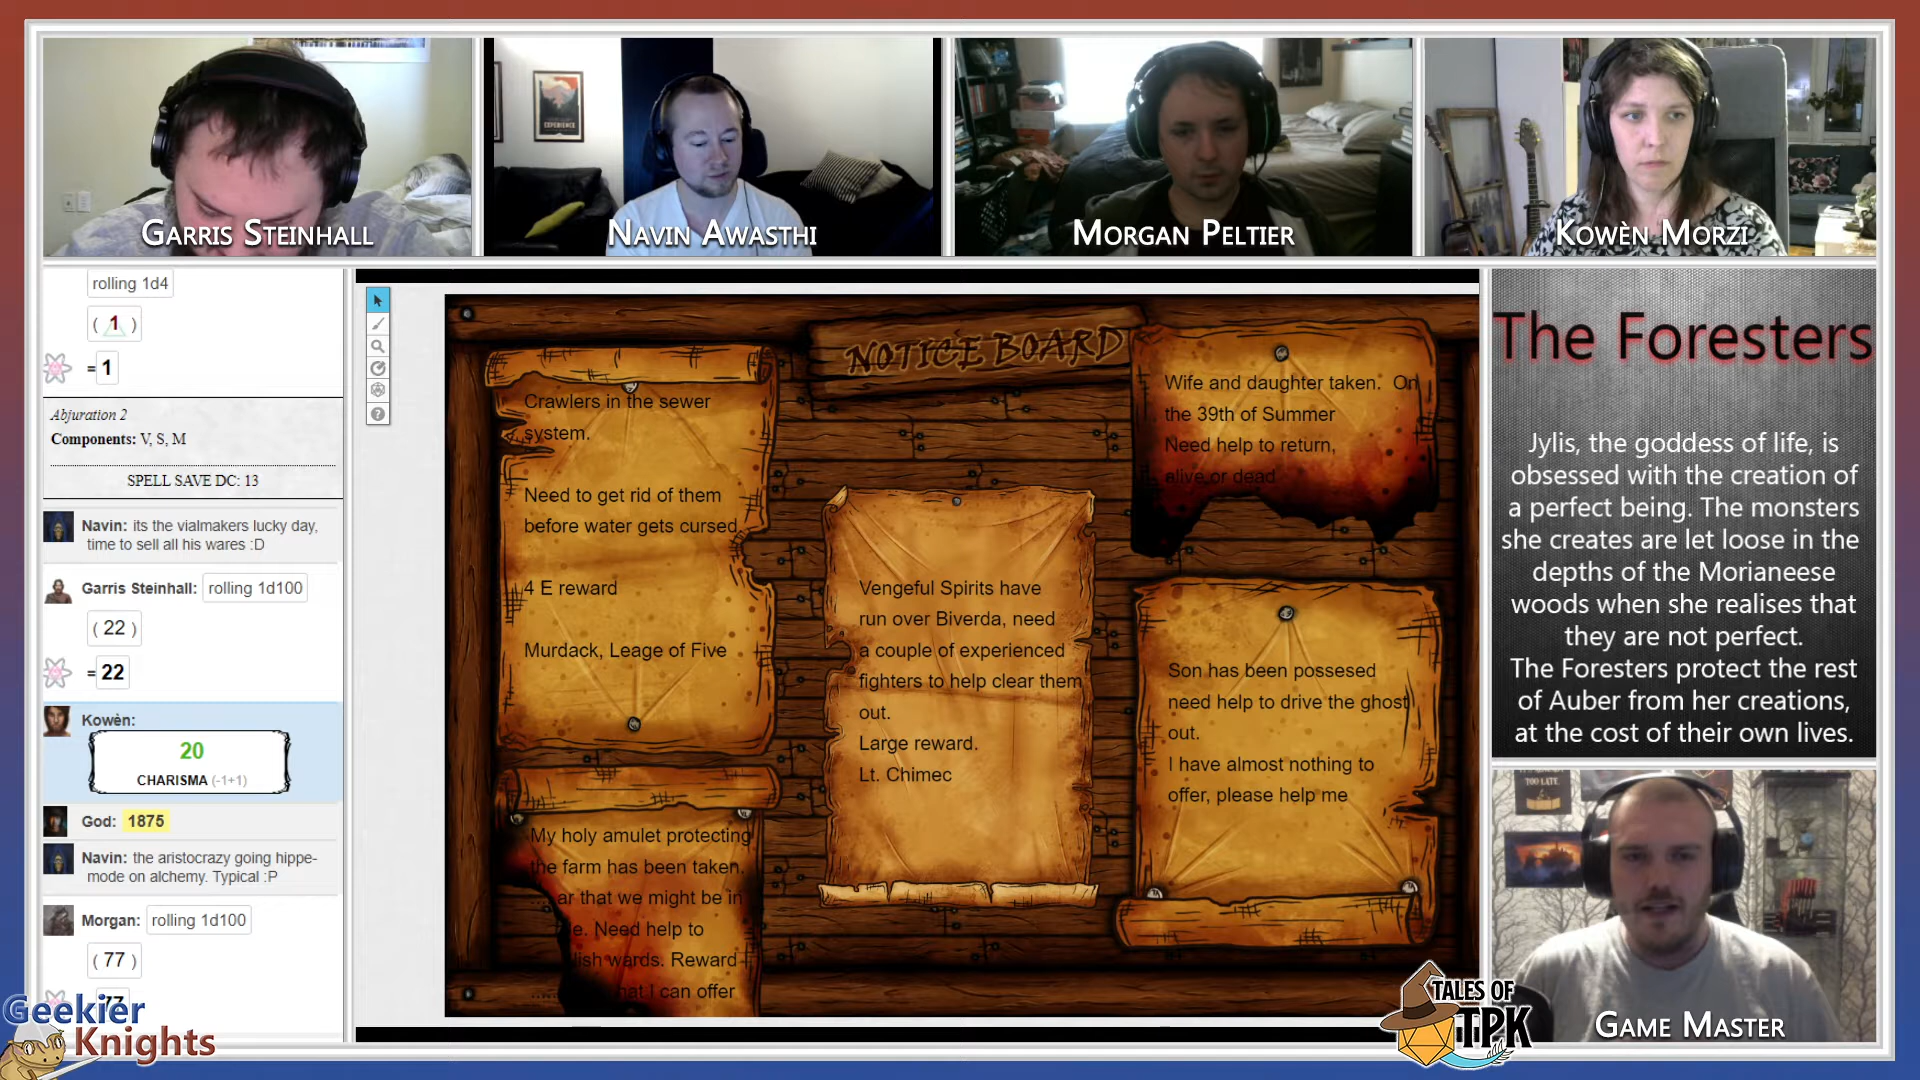 GARRIS STEINHALL
NAVIN AWASTHI
MORGAN PELTIER
KOWÈN MORZI
EXPERIENCE
rolling 1d4
( 1 )
= 1
Abjuration 2
Components: V, S, M
SPELL SAVE DC: 13
Navin: its the vialmakers lucky day,
time to sell all his wares :D
Garris Steinhall: rolling 1d100
( 22 )
= 22
Kowèn:
20
CHARISMA (-1+1)
God: 1875
Navin: the aristocrazy going hippe-
mode on alchemy. Typical :P
Morgan: rolling 1d100
( 77 )
77
Geekier
Knights
NOTICE BOARD
Crawlers in the sewer
system.
Need to get rid of them
before water gets cursed
4 E reward
Murdack, Leage of Five
My holy amulet protecting
the farm has been taken.
ar that we might be in
e. Need help to
lish wards. Reward
hat I can offer
Vengeful Spirits have
run over Biverda, need
a couple of experienced
fighters to help clear them
out.
Large reward.
Lt. Chimec
Wife and daughter taken. On
the 39th of Summer
Need help to return,
alive or dead
Son has been possesed
need help to drive the ghost
out.
I have almost nothing to
offer, please help me
The Foresters
Jylis, the goddess of life, is
obsessed with the creation of
a perfect being. The monsters
she creates are let loose in the
depths of the Morianeese
woods when she realises that
they are not perfect.
The Foresters protect the rest
of Auber from her creations,
at the cost of their own lives.
TOO LATE.
TALES OF
TPK
GAME MASTER